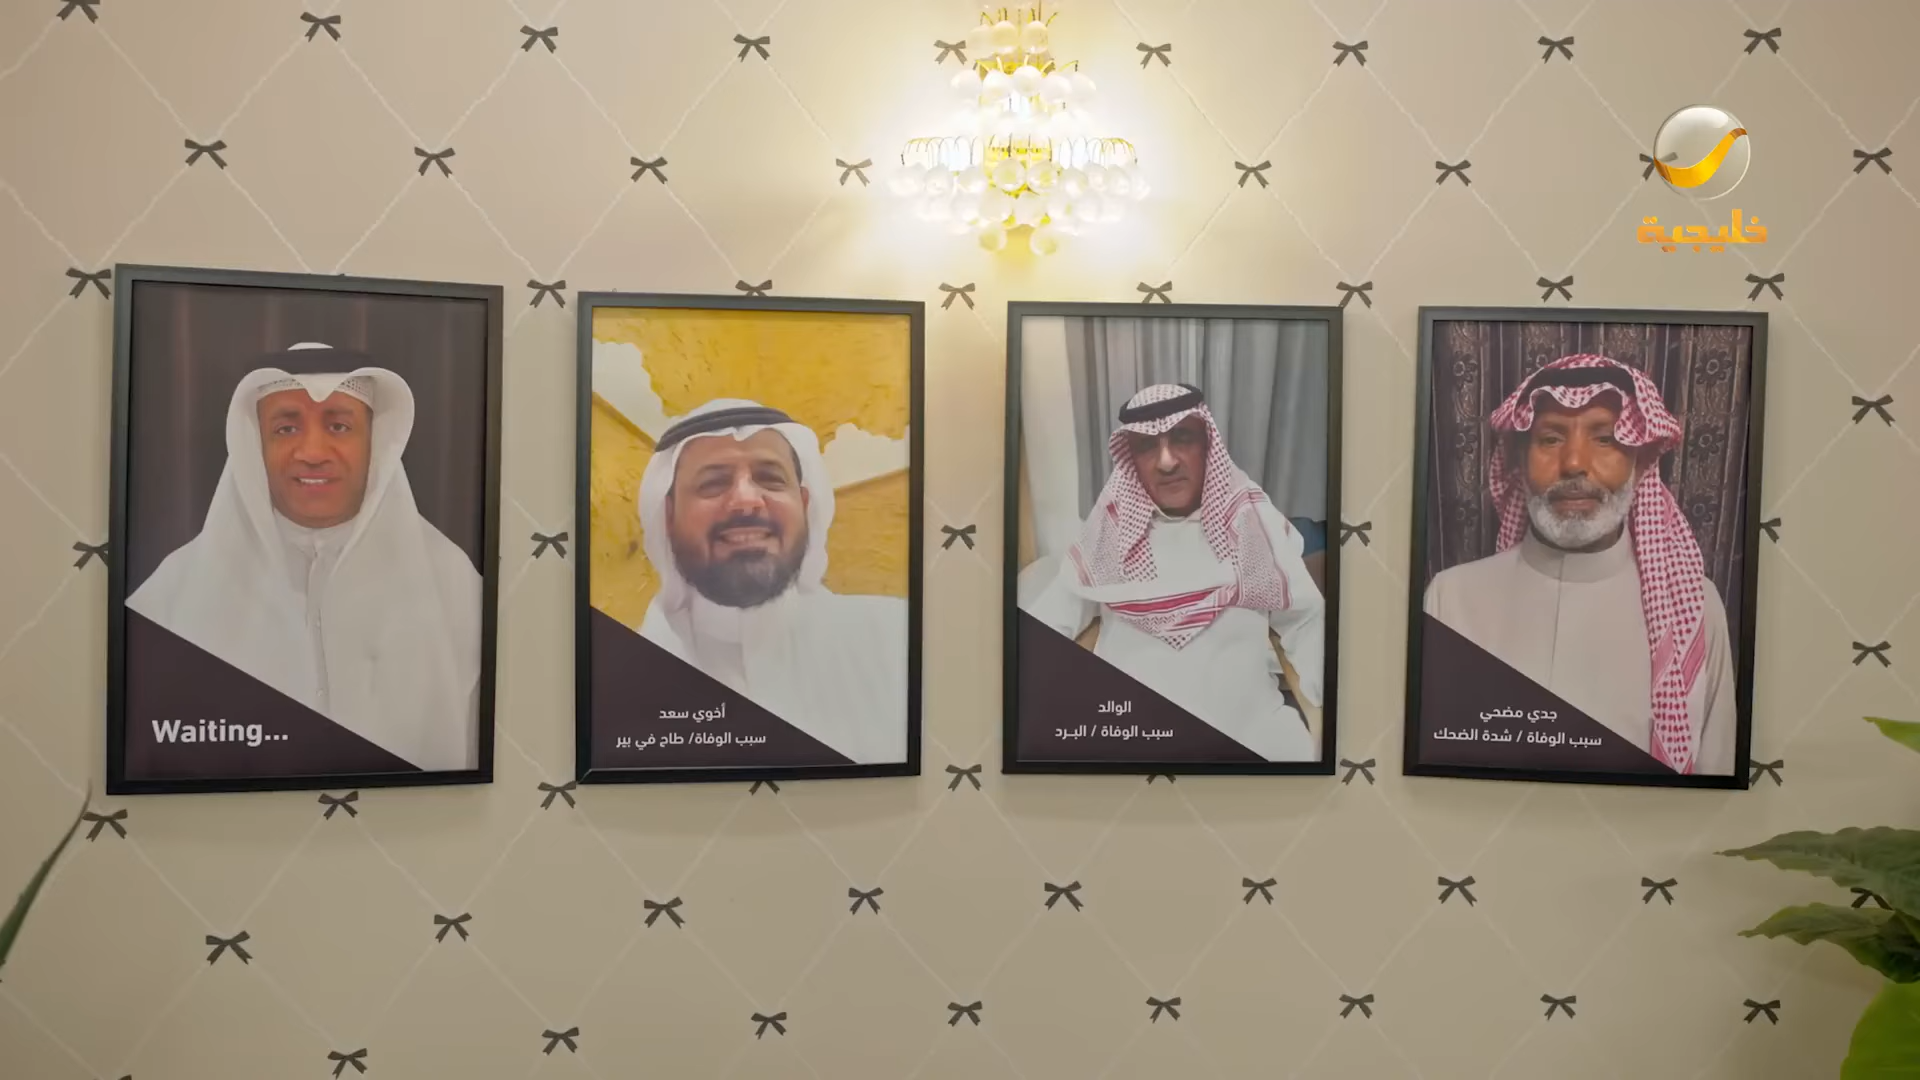 خليجية
جدي مضحي
سبب الوفاة / شدة الضحك
الوالد
سبب الوفاة / البرد
أخوي سعد
سبب الوفاة/ طاح في بير
Waiting...